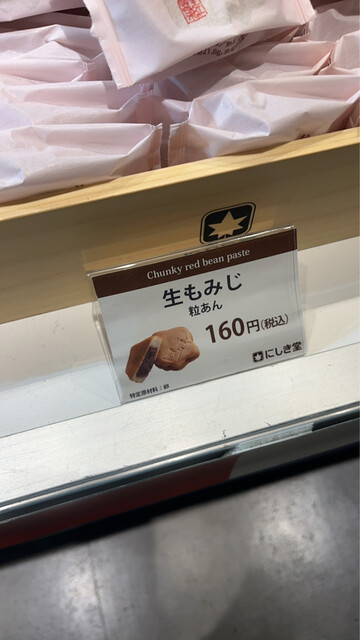 Chunky red bean paste
生もみじ
粒あん
160円(税込)
にしき堂
特定原材料:卵